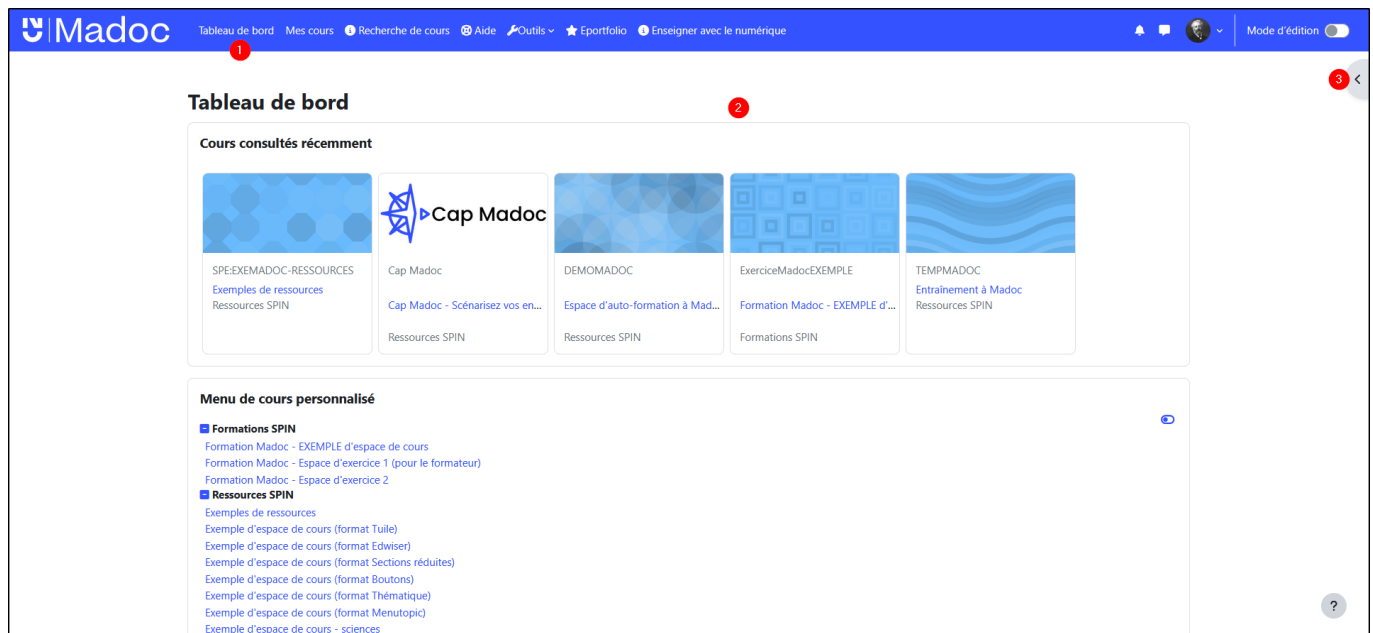 Madoc
Tableau de bord Mes cours Recherche de cours Aide Outils Eportfolio Enseigner avec le numérique Mode d'édition
1
3
Tableau de bord
2
Cours consultés récemment
Cap Madoc
SPE:EXEMADOC-RESSOURCES
Exemples de ressources
Ressources SPIN
Cap Madoc
Cap Madoc - Scénarisez vos en...
Ressources SPIN
DEMOMADOC
Espace d'auto-formation à Mad...
Ressources SPIN
ExerciceMadocEXEMPLE
Formation Madoc - EXEMPLE d'...
Formations SPIN
TEMPMADOC
Entraînement à Madoc
Ressources SPIN
Menu de cours personnalisé
Formations SPIN
Formation Madoc - EXEMPLE d'espace de cours
Formation Madoc - Espace d'exercice 1 (pour le formateur)
Formation Madoc - Espace d'exercice 2
Ressources SPIN
Exemples de ressources
Exemple d'espace de cours (format Tuile)
Exemple d'espace de cours (format Edwiser)
Exemple d'espace de cours (format Sections réduites)
Exemple d'espace de cours (format Boutons)
Exemple d'espace de cours (format Thématique)
Exemple d'espace de cours (format Menutopic)
Exemple d'espace de cours - sciences
?